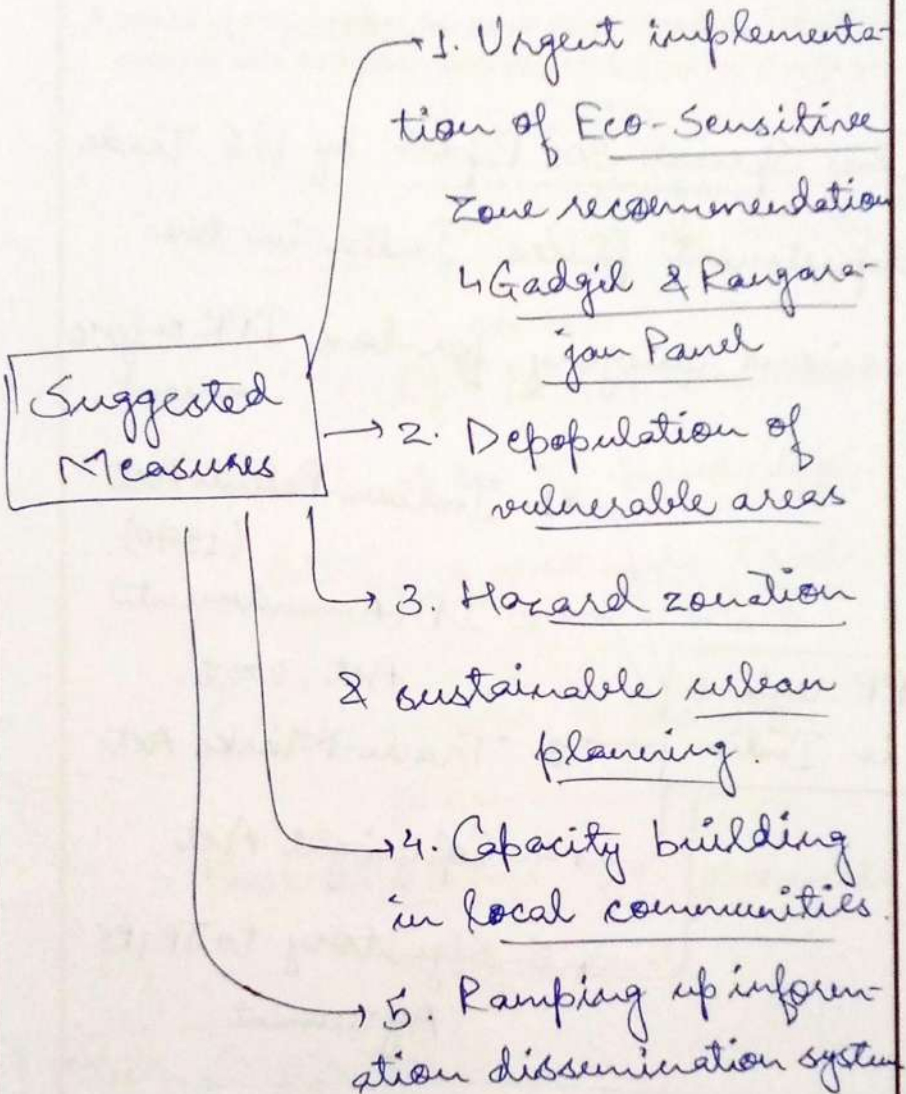 1. Urgent implementa-
tion of Eco-Sensitive
zone recommendation
↳ Gadgil & Rangara-
jan Panel
Suggested
Measures
2. Depopulation of
vulnerable areas
3. Hazard zonation
& sustainable urban
planning.
4. Capacity building
in local communities.
5. Ramping up inform-
ation dissemination system